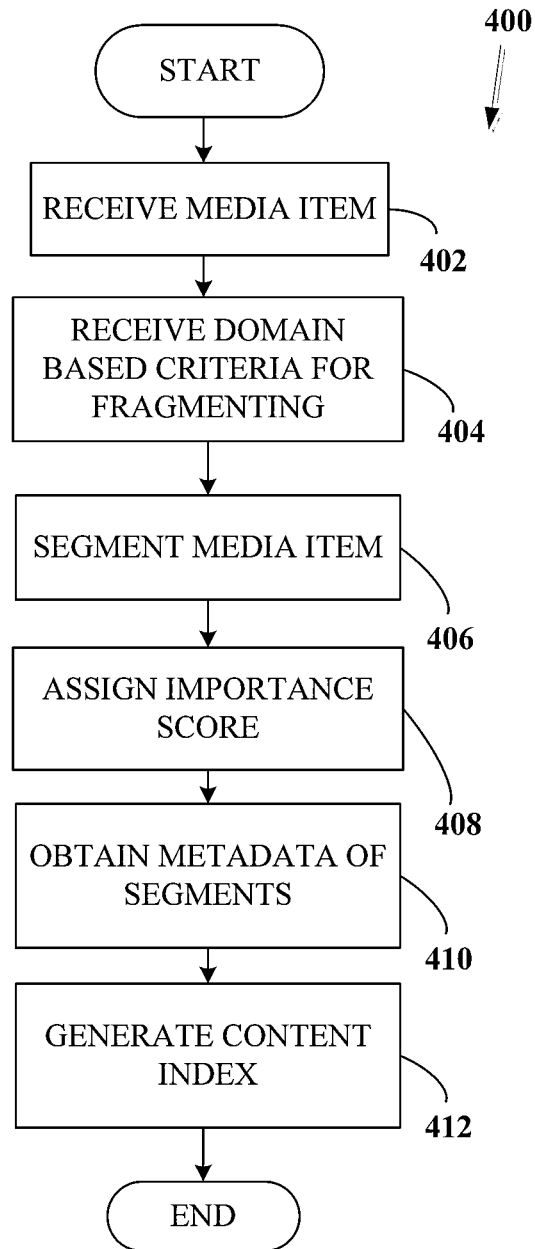 400
START
RECEIVE MEDIA ITEM
402
RECEIVE DOMAIN
BASED CRITERIA FOR
FRAGMENTING
404
SEGMENT MEDIA ITEM
406
ASSIGN IMPORTANCE
SCORE
408
OBTAIN METADATA OF
SEGMENTS
410
GENERATE CONTENT
INDEX
412
END